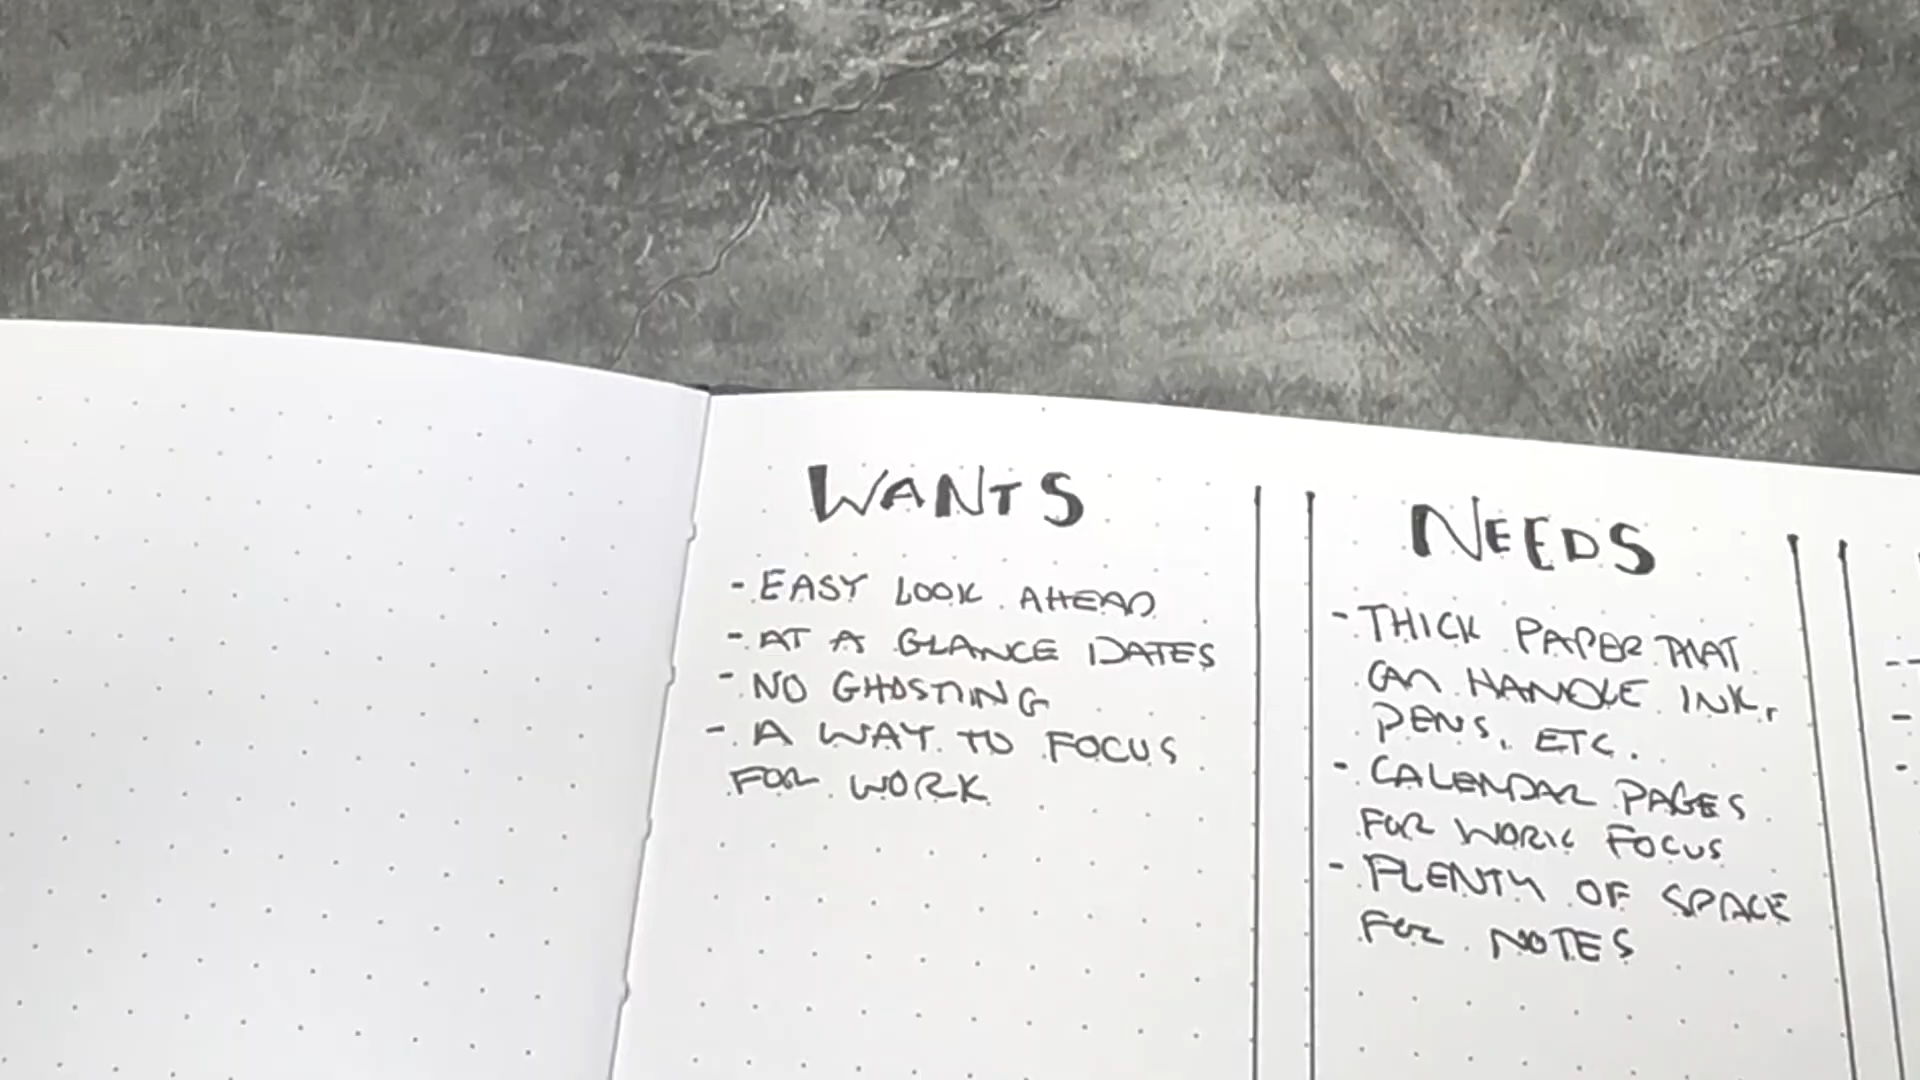 WANTS
- EASY LOOK AHEAD
- AT A GLANCE DATES
- NO GHOSTING
- A WAY TO FOCUS
FOR WORK
NEEDS
- THICK PAPER THAT
CAN HANDLE INK,
PENS, ETC.
- CALENDAR PAGES
FOR WORK FOCUS
- PLENTY OF SPACE
FOR NOTES